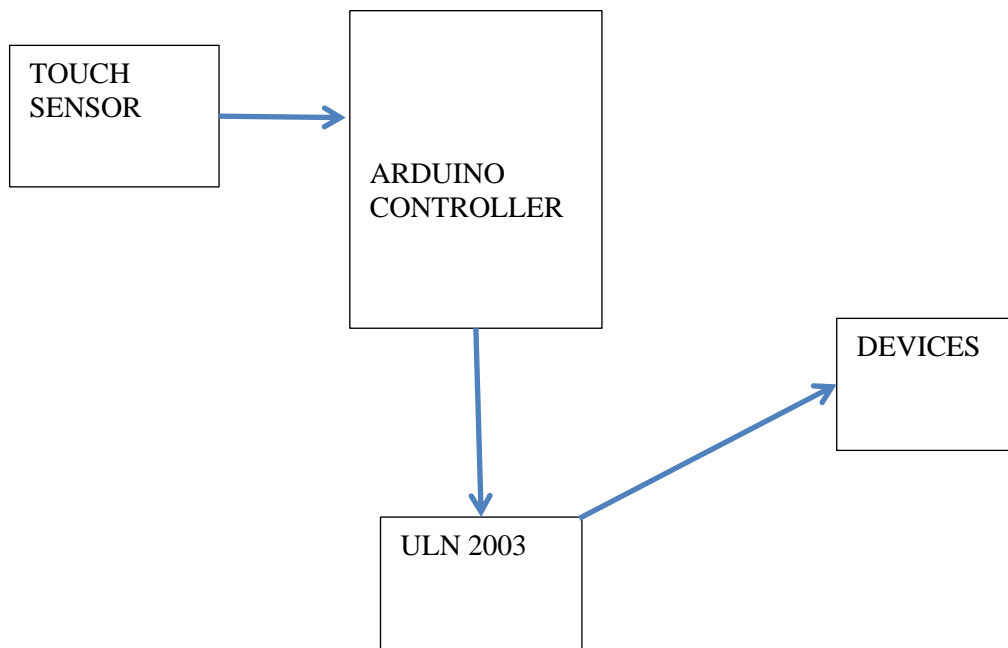 TOUCH
SENSOR
ARDUINO
CONTROLLER
DEVICES
ULN 2003